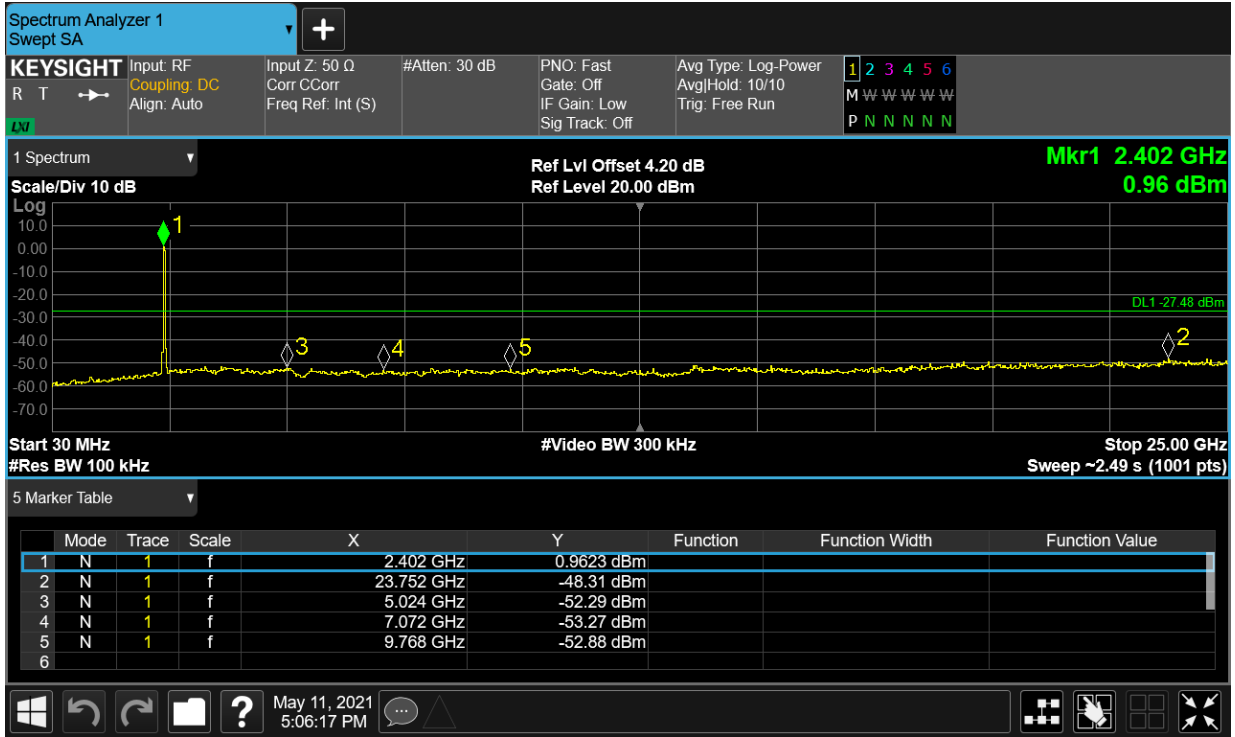 Spectrum Analyzer 1
Swept SA
+
KEYSIGHT
R T
LXI
Input: RF
Coupling: DC
Align: Auto
Input Z: 50 Ω
Corr CCorr
Freq Ref: Int (S)
#Atten: 30 dB
PNO: Fast
Gate: Off
IF Gain: Low
Sig Track: Off
Avg Type: Log-Power
Avg|Hold: 10/10
Trig: Free Run
1 2 3 4 5 6
M W W W W W
P N N N N N
1 Spectrum
Scale/Div 10 dB
Ref Lvl Offset 4.20 dB
Ref Level 20.00 dBm
Mkr1 2.402 GHz
0.96 dBm
Log
10.0
0.00
-10.0
-20.0
-30.0
-40.0
-50.0
-60.0
-70.0
1
3
4
5
2
DL1 -27.48 dBm
Start 30 MHz
#Res BW 100 kHz
#Video BW 300 kHz
Stop 25.00 GHz
Sweep ~2.49 s (1001 pts)
5 Marker Table
Mode Trace Scale X Y Function Function Width Function Value
1 N 1 f 2.402 GHz 0.9623 dBm
2 N 1 f 23.752 GHz -48.31 dBm
3 N 1 f 5.024 GHz -52.29 dBm
4 N 1 f 7.072 GHz -53.27 dBm
5 N 1 f 9.768 GHz -52.88 dBm
6
?
May 11, 2021
5:06:17 PM